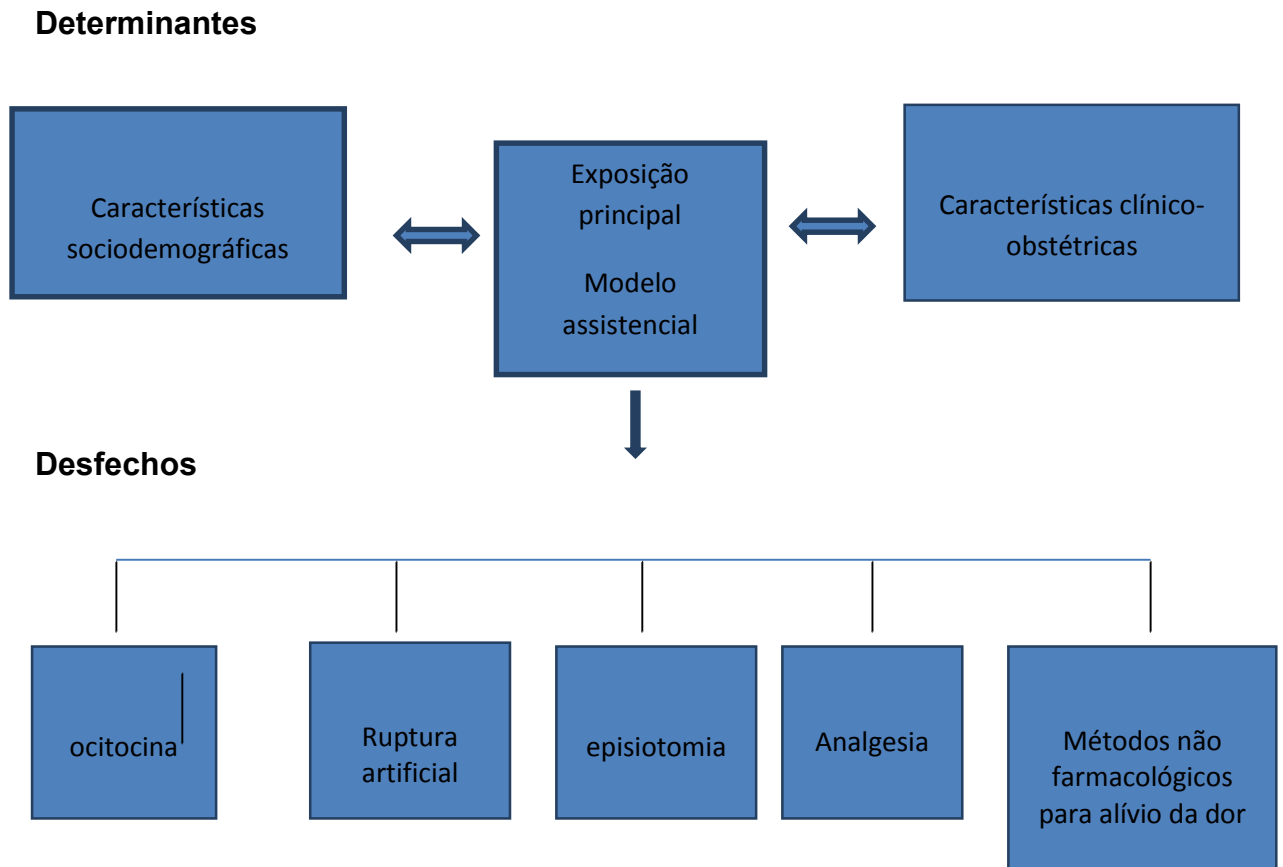 Determinantes
Características
sociodemográficas
Exposição
principal
Modelo
assistencial
Características clínico-
obstétricas
Desfechos
ocitocina
Ruptura
artificial
episiotomia
Analgesia
Métodos não
farmacológicos
para alívio da dor